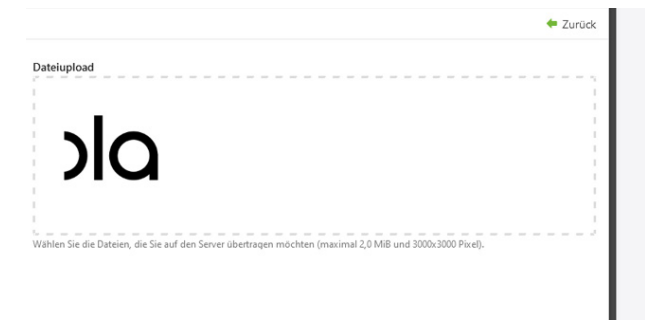 Zurück
Dateiupload
ola
Wählen Sie die Dateien, die Sie auf den Server übertragen möchten (maximal 2,0 MiB und 3000x3000 Pixel).